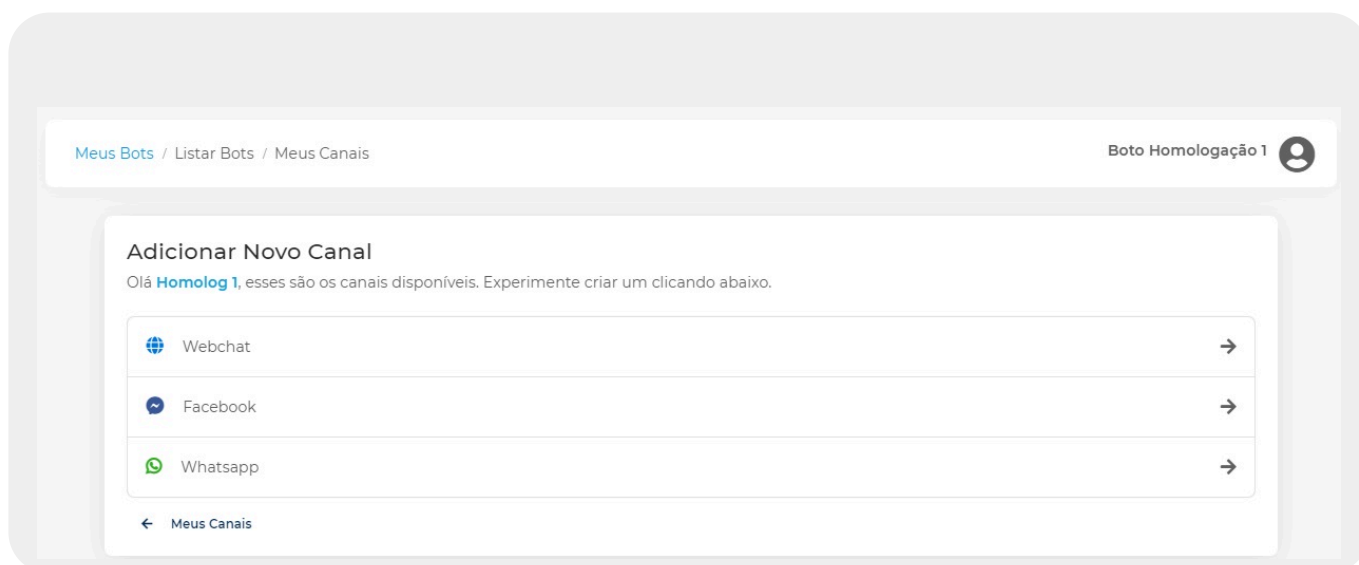 Meus Bots / Listar Bots / Meus Canais
Boto Homologação 1
Adicionar Novo Canal
Olá Homolog 1, esses são os canais disponíveis. Experimente criar um clicando abaixo.
Webchat
Facebook
Whatsapp
Meus Canais